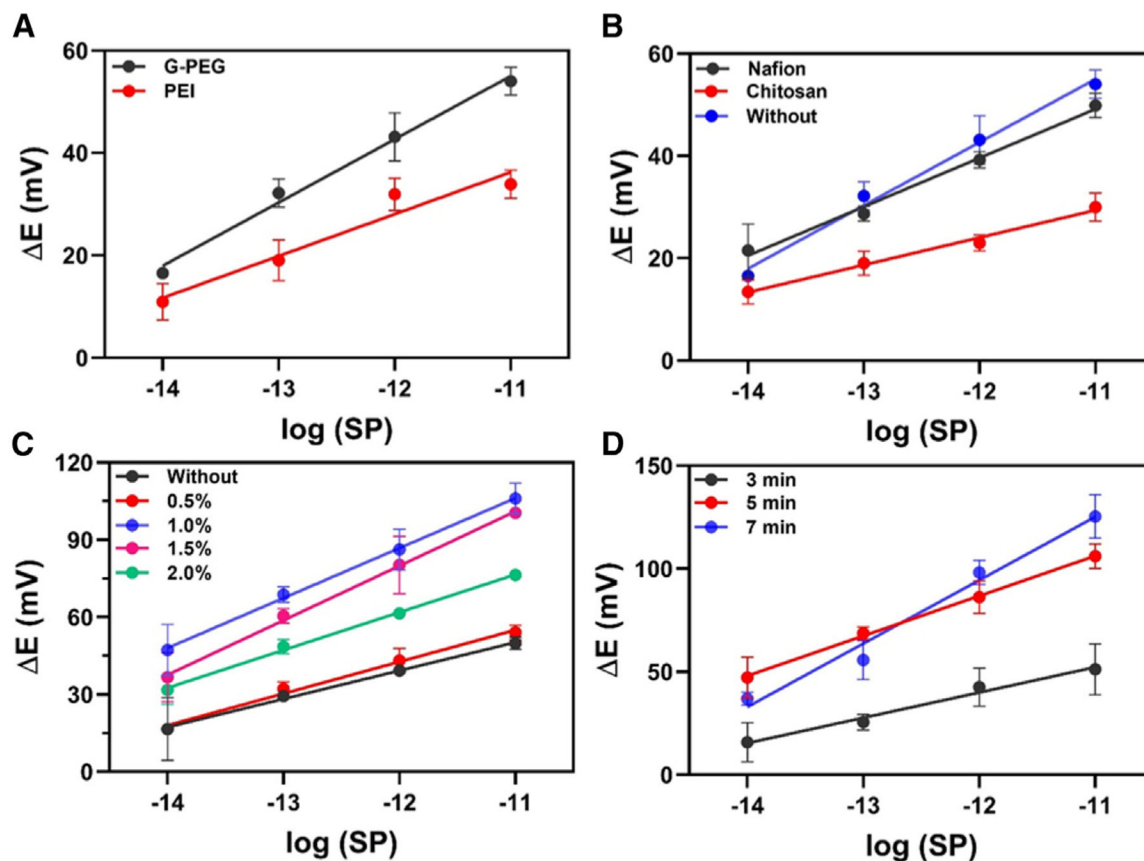 A
60
40
20
0
ΔE (mV)
G-PEG
PEI
-14 -13 -12 -11
log (SP)
B
60
40
20
0
ΔE (mV)
Nafion
Chitosan
Without
-14 -13 -12 -11
log (SP)
C
120
90
60
30
0
ΔE (mV)
Without
0.5%
1.0%
1.5%
2.0%
-14 -13 -12 -11
log (SP)
D
150
100
50
0
ΔE (mV)
3 min
5 min
7 min
-14 -13 -12 -11
log (SP)